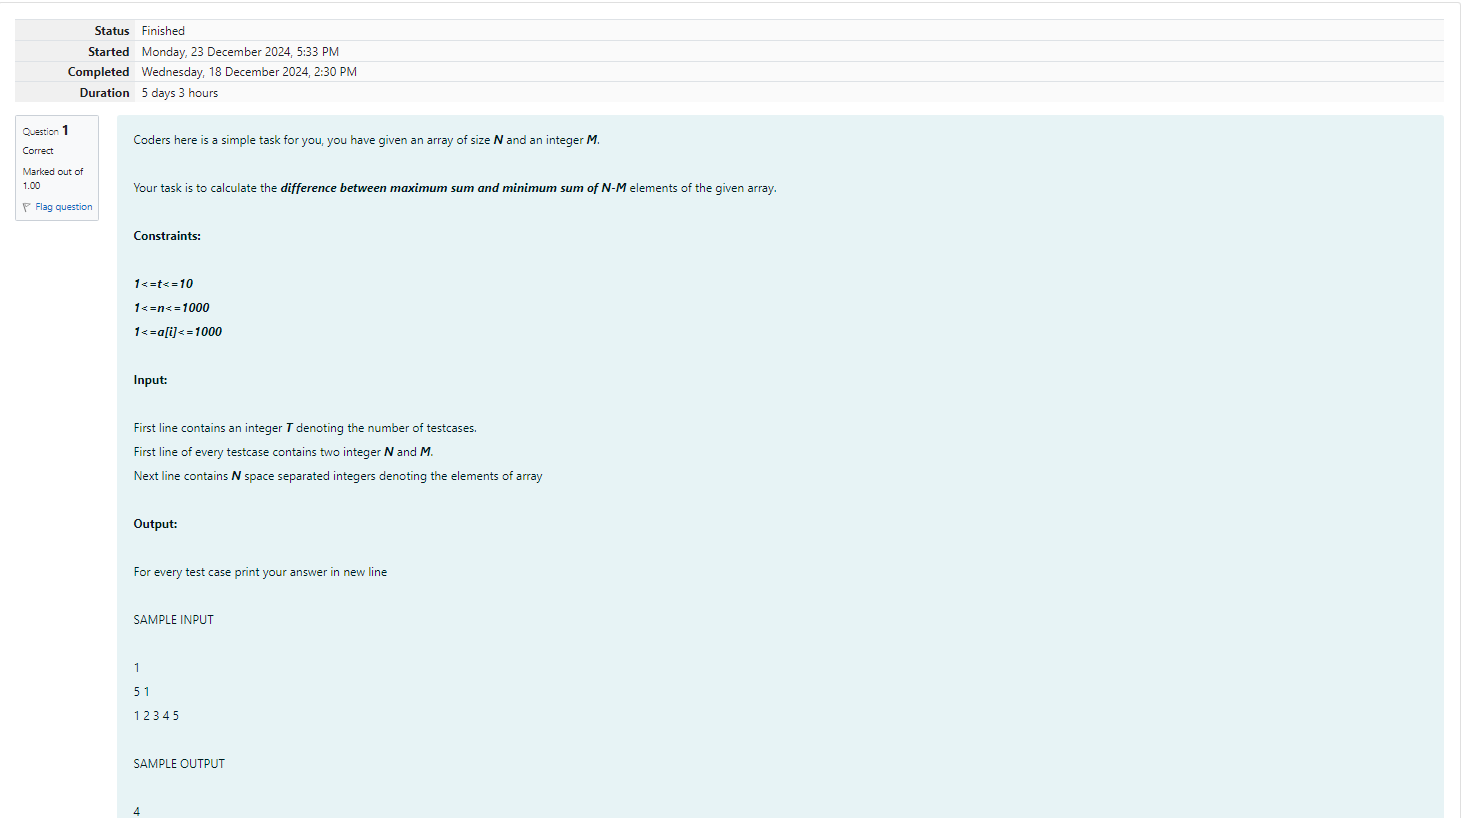 Status Finished
Started Monday, 23 December 2024, 5:33 PM
Completed Wednesday, 18 December 2024, 2:30 PM
Duration 5 days 3 hours
Question 1
Correct
Marked out of
1.00
Flag question
Coders here is a simple task for you, you have given an array of size N and an integer M.
Your task is to calculate the difference between maximum sum and minimum sum of N-M elements of the given array.
Constraints:
1<=t<=10
1<=n<=1000
1<=a[i]<=1000
Input:
First line contains an integer T denoting the number of testcases.
First line of every testcase contains two integer N and M.
Next line contains N space separated integers denoting the elements of array
Output:
For every test case print your answer in new line
SAMPLE INPUT
1
5 1
1 2 3 4 5
SAMPLE OUTPUT
4